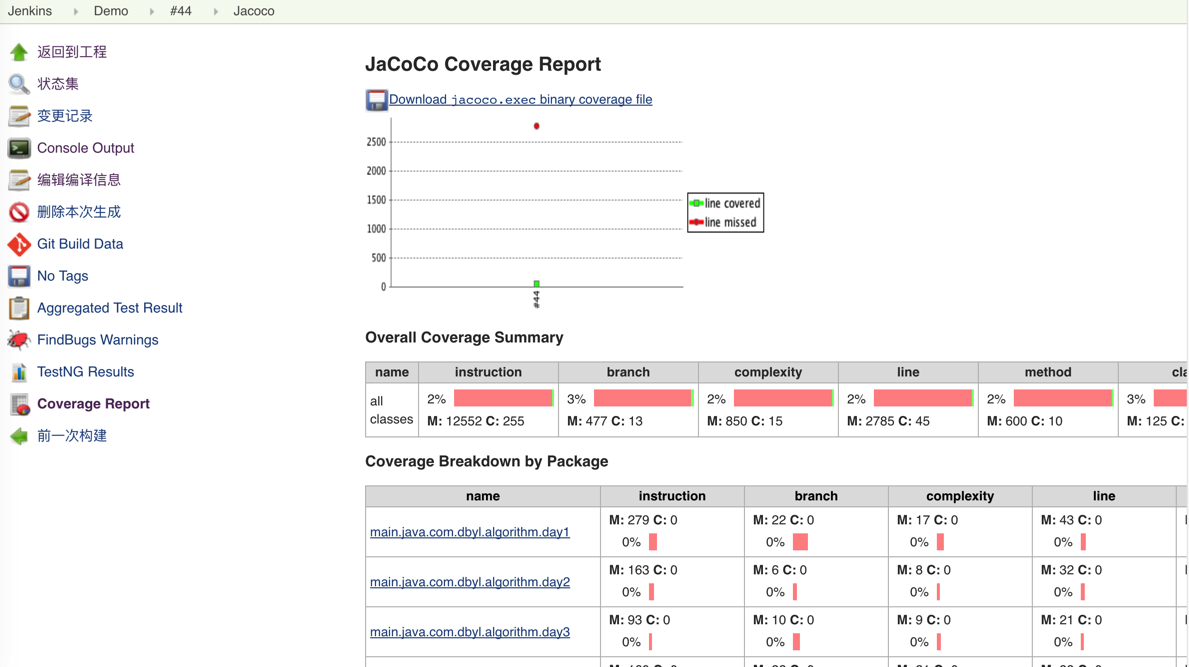 Jenkins Demo #44 Jacoco
返回到工程
状态集
变更记录
Console Output
编辑编译信息
删除本次生成
Git Build Data
No Tags
Aggregated Test Result
FindBugs Warnings
TestNG Results
Coverage Report
前一次构建
JaCoCo Coverage Report
Download jacoco.exec binary coverage file
2500
2000
1500
1000
500
0
#44
line covered
line missed
Overall Coverage Summary
name instruction branch complexity line method
all classes 2% 3% 2% 2% 2% 3%
M: 12552 C: 255 M: 477 C: 13 M: 850 C: 15 M: 2785 C: 45 M: 600 C: 10 M: 125 C:
Coverage Breakdown by Package
name instruction branch complexity line
main.java.com.dbyl.algorithm.day1
M: 279 C: 0 M: 22 C: 0 M: 17 C: 0 M: 43 C: 0
0% 0% 0% 0%
main.java.com.dbyl.algorithm.day2
M: 163 C: 0 M: 6 C: 0 M: 8 C: 0 M: 32 C: 0
0% 0% 0% 0%
main.java.com.dbyl.algorithm.day3
M: 93 C: 0 M: 10 C: 0 M: 9 C: 0 M: 21 C: 0
0% 0% 0% 0%